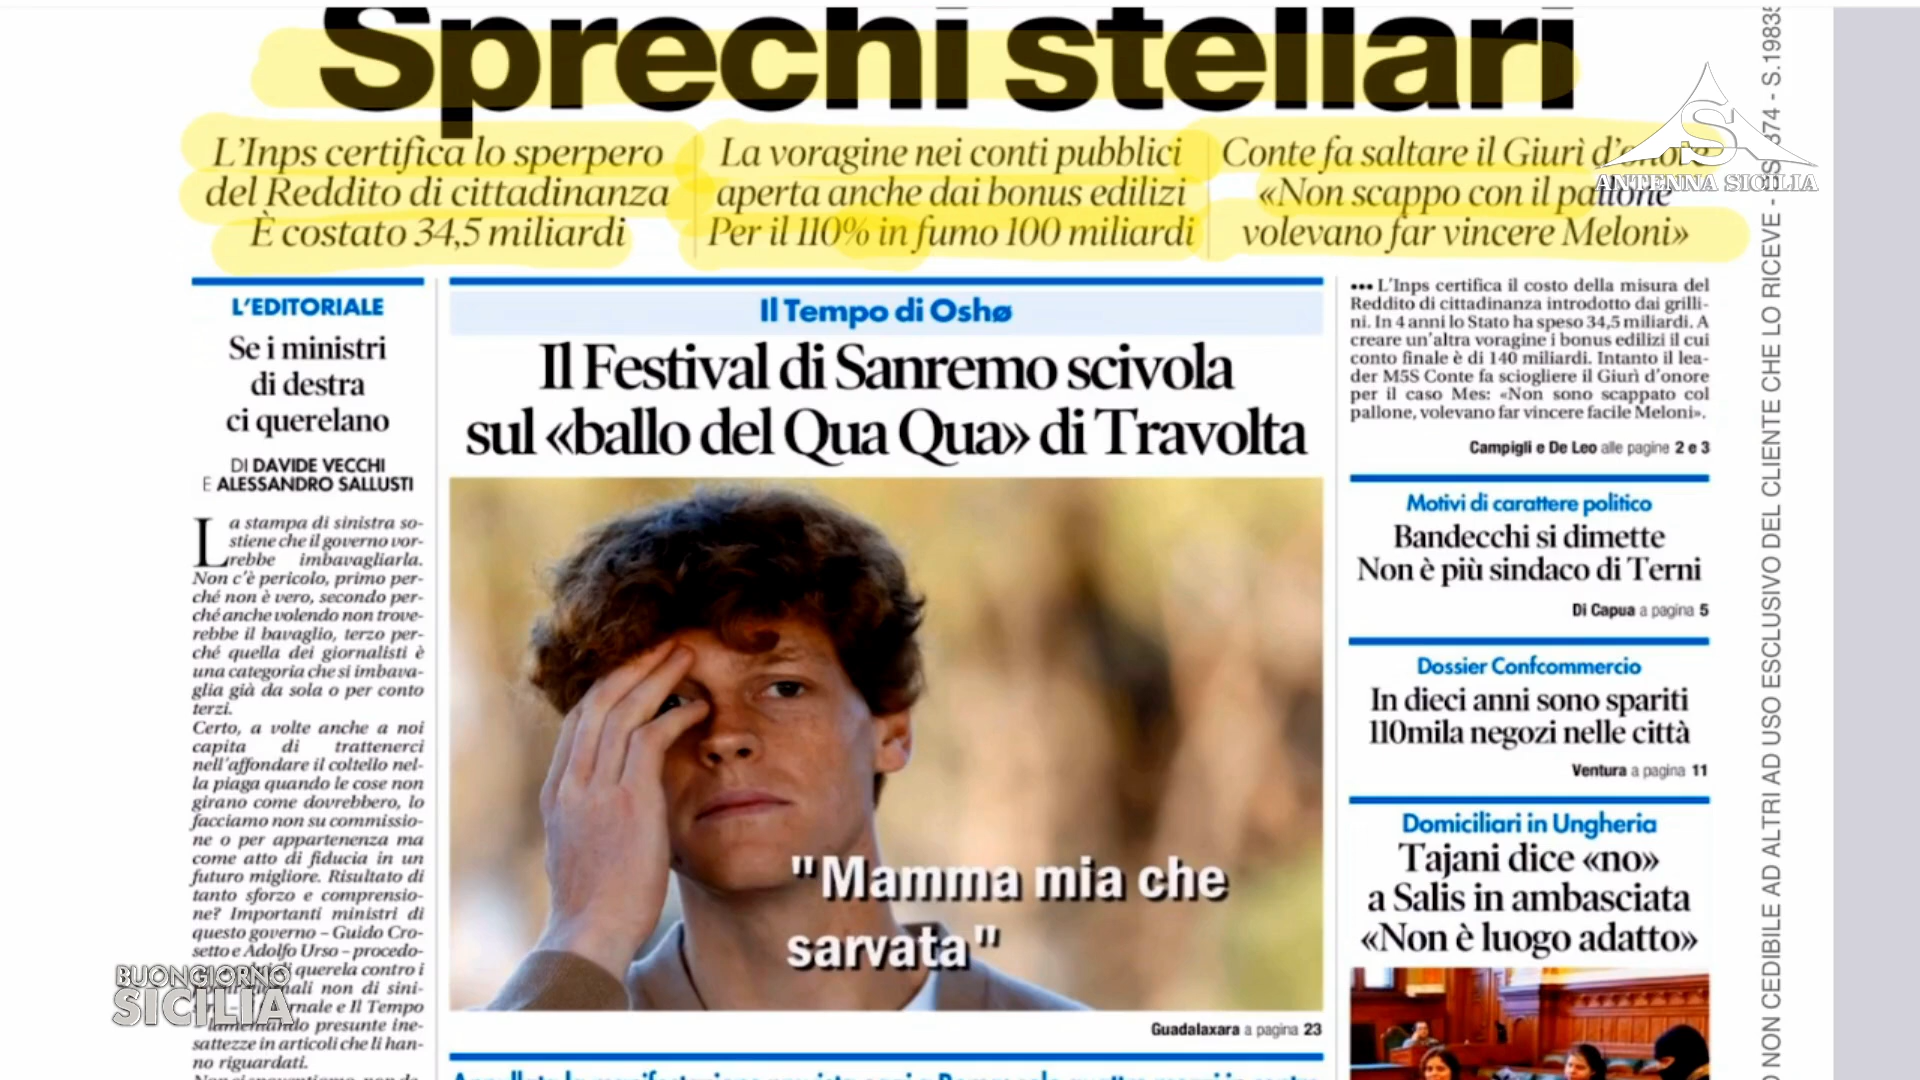 Sprechi stellari
L'Inps certifica lo sperpero
del Reddito di cittadinanza
È costato 34,5 miliardi
La voragine nei conti pubblici
aperta anche dai bonus edilizi
Per il 110% in fumo 100 miliardi
Conte fa saltare il Giurì d'onore
«Non scappo con il pallone
volevano far vincere Meloni»
S
ANTENNA SICILIA
L'EDITORIALE
Se i ministri
di destra
ci querelano
DI DAVIDE VECCHI
E ALESSANDRO SALLUSTI
La stampa di sinistra so-
stiene che il governo vor-
rebbe imbavagliarla.
Non c'è pericolo, primo per-
ché non è vero, secondo per-
ché anche volendo non trove-
rebbe il bavaglio, terzo per-
ché quella dei giornalisti è
una categoria che si imbava-
glia già da sola o per conto
terzi.
Certo, a volte anche a noi
capita di trattenerci
nell'affondare il coltello nel-
la piaga quando le cose non
girano come dovrebbero, lo
facciamo non su commissio-
ne o per appartenenza ma
come atto di fiducia in un
futuro migliore. Risultato di
tanto sforzo e comprensio-
ne? Importanti ministri di
questo governo – Guido Cro-
setto e Adolfo Urso – procedo-
querela contro i
non di sini-
e Il Tempo
lamentando presunte ine-
sattezze in articoli che li han-
no riguardati.
Il Tempo di Oshø
Il Festival di Sanremo scivola
sul «ballo del Qua Qua» di Travolta
"Mamma mia che
sarvata"
Guadalaxara a pagina 23
••• L'Inps certifica il costo della misura del
Reddito di cittadinanza introdotto dai grilli-
ni. In 4 anni lo Stato ha speso 34,5 miliardi. A
creare un'altra voragine i bonus edilizi il cui
conto finale è di 140 miliardi. Intanto il lea-
der M5S Conte fa sciogliere il Giurì d'onore
per il caso Mes: «Non sono scappato col
pallone, volevano far vincere facile Meloni».
Campigli e De Leo alle pagine 2 e 3
Motivi di carattere politico
Bandecchi si dimette
Non è più sindaco di Terni
Di Capua a pagina 5
Dossier Confcommercio
In dieci anni sono spariti
110mila negozi nelle città
Ventura a pagina 11
Domiciliari in Ungheria
Tajani dice «no»
a Salis in ambasciata
«Non è luogo adatto»
NON CEDIBILE AD ALTRI AD USO ESCLUSIVO DEL CLIENTE CHE LO RICEVE - S.19835
BUONGIORNO
SICILIA